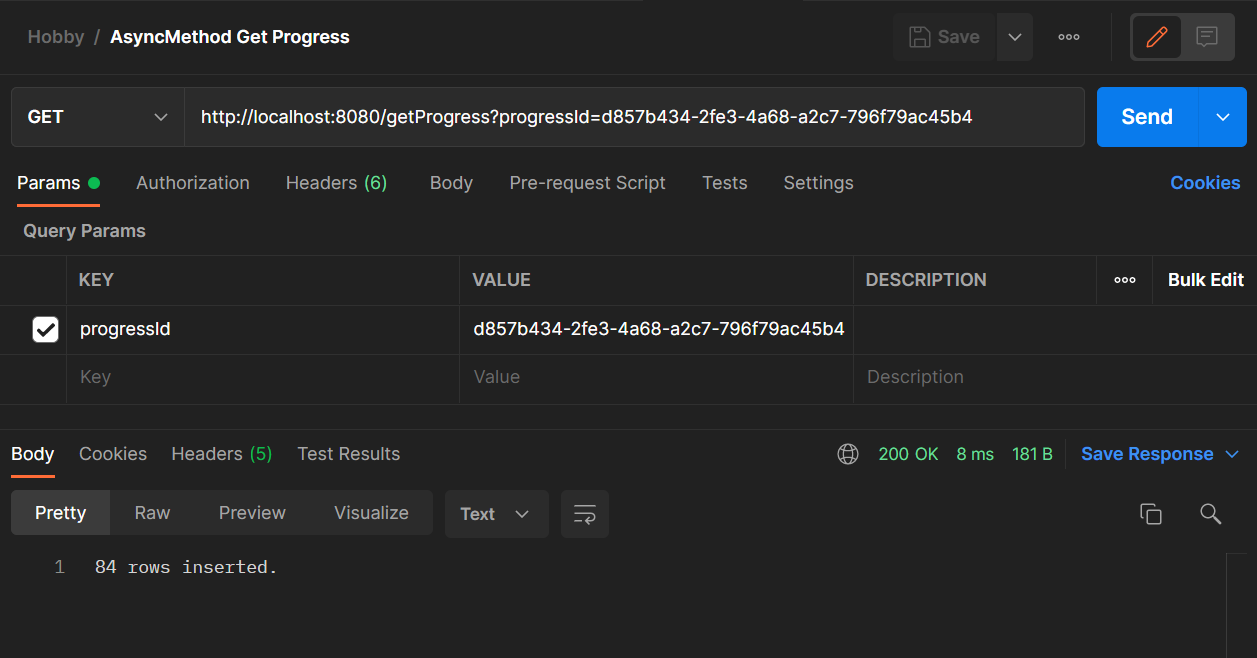 Hobby / AsyncMethod Get Progress Save
GET http://localhost:8080/getProgress?progressId=d857b434-2fe3-4a68-a2c7-796f79ac45b4 Send
Params Authorization Headers (6) Body Pre-request Script Tests Settings Cookies
Query Params
KEY VALUE DESCRIPTION Bulk Edit
progressId d857b434-2fe3-4a68-a2c7-796f79ac45b4
Key Value Description
Body Cookies Headers (5) Test Results 200 OK 8 ms 181 B Save Response
Pretty Raw Preview Visualize Text
1 84 rows inserted.